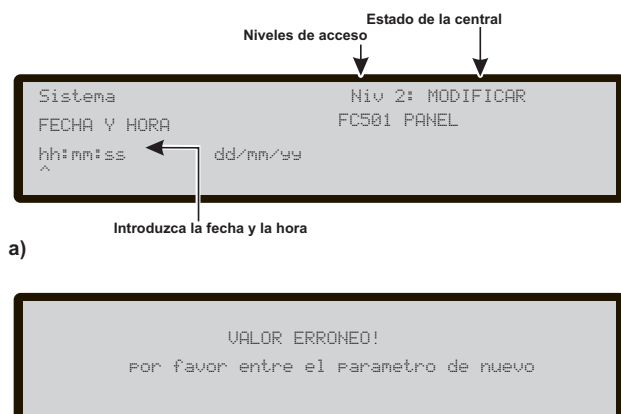 Estado de la central
Niveles de acceso
Sistema Niv 2: MODIFICAR
FECHA Y HORA FC501 PANEL
hh:mm:ss dd/mm/yy
^
Introduzca la fecha y la hora
a)
VALOR ERRONEO!
por favor entre el parametro de nuevo